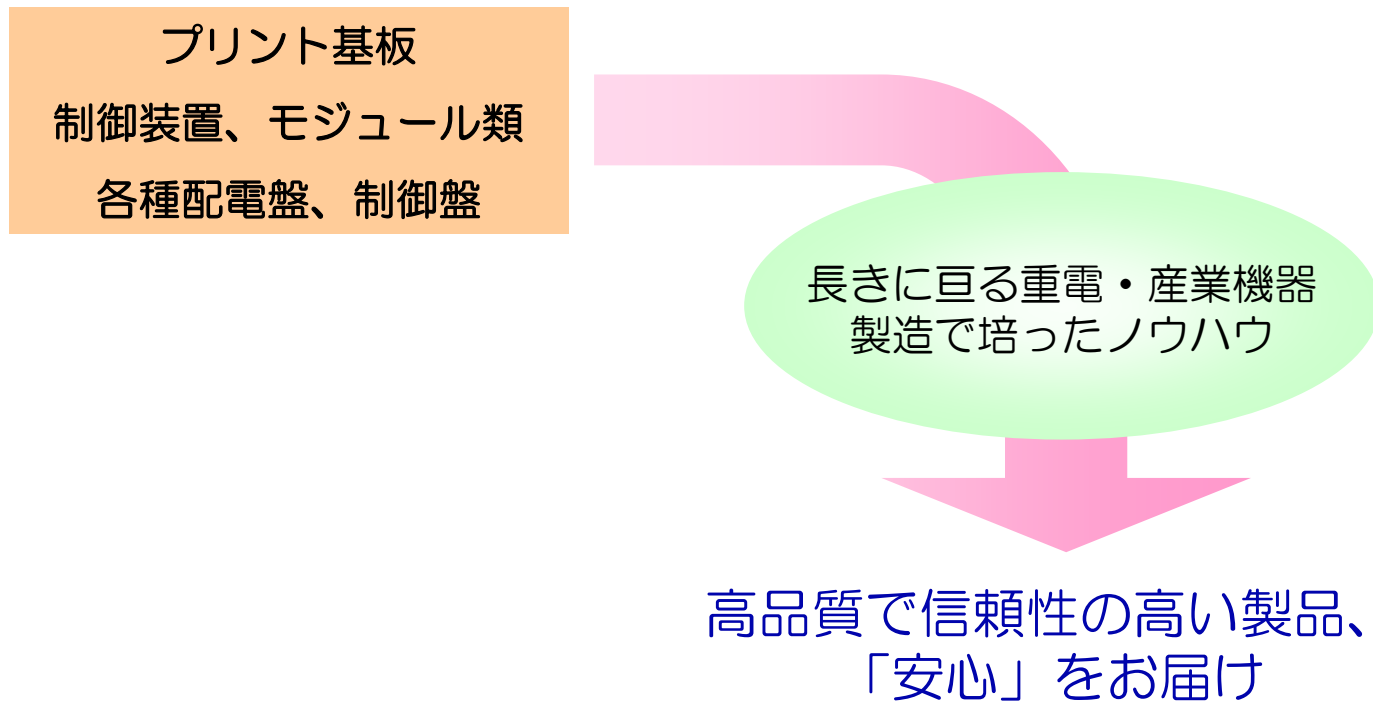 プリント基板
制御装置、モジュール類
各種配電盤、制御盤
長きに亘る重電・産業機器
製造で培ったノウハウ
高品質で信頼性の高い製品、
「安心」をお届け